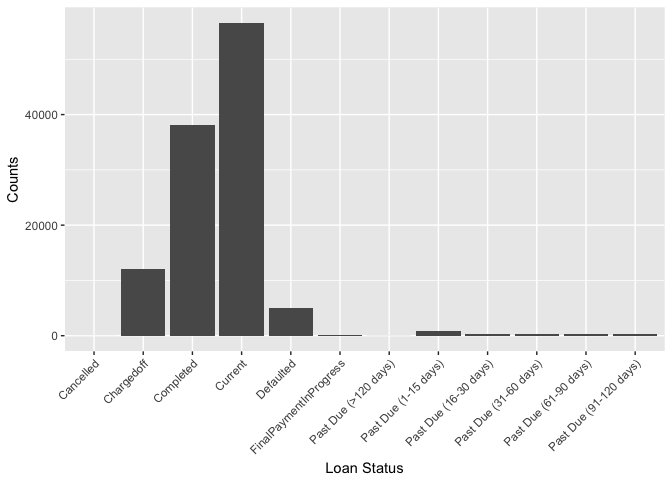 40000
20000
0
Counts
Cancelled
Chargedoff
Completed
Current
Defaulted
FinalPaymentInProgress
Past Due (>120 days)
Past Due (1-15 days)
Past Due (16-30 days)
Past Due (31-60 days)
Past Due (61-90 days)
Past Due (91-120 days)
Loan Status